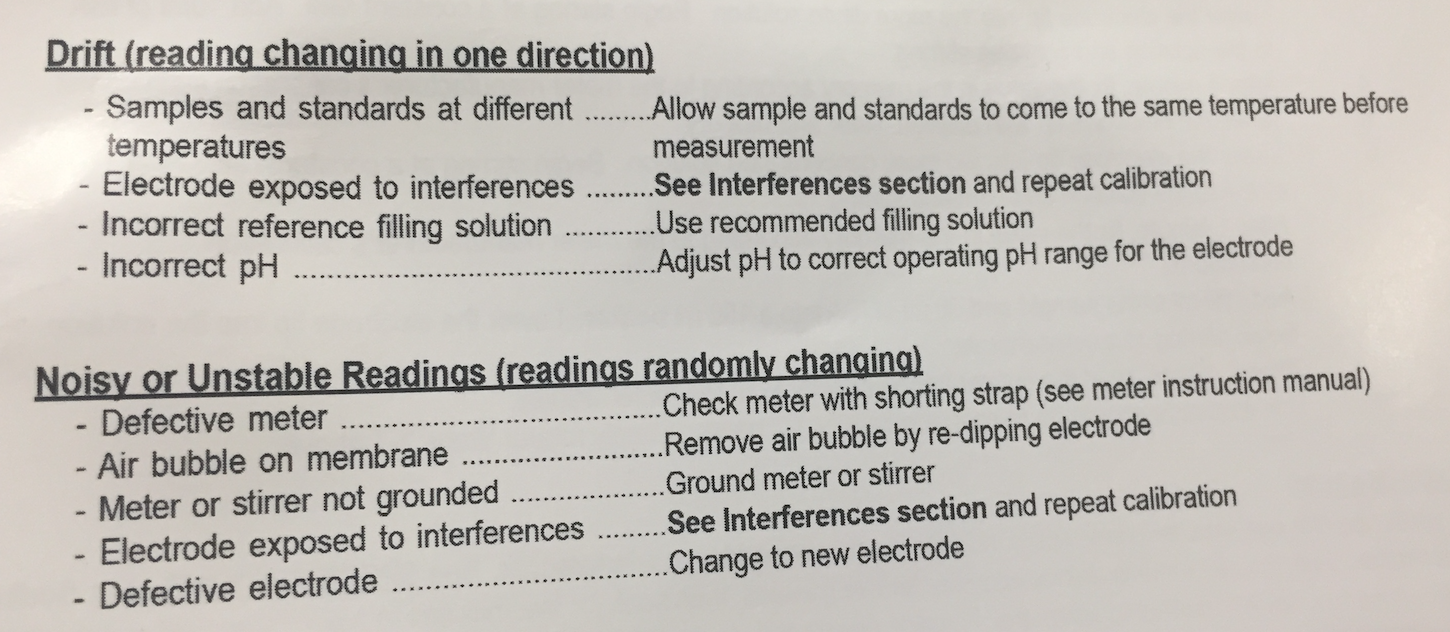 Drift (reading changing in one direction)
- Samples and standards at different .........Allow sample and standards to come to the same temperature before
temperatures measurement
- Electrode exposed to interferences .........See Interferences section and repeat calibration
- Incorrect reference filling solution ............Use recommended filling solution
- Incorrect pH ...........................................Adjust pH to correct operating pH range for the electrode
Noisy or Unstable Readings (readings randomly changing)
- Defective meter ......................................Check meter with shorting strap (see meter instruction manual)
- Air bubble on membrane ........................Remove air bubble by re-dipping electrode
- Meter or stirrer not grounded ..................Ground meter or stirrer
- Electrode exposed to interferences .........See Interferences section and repeat calibration
- Defective electrode .................................Change to new electrode